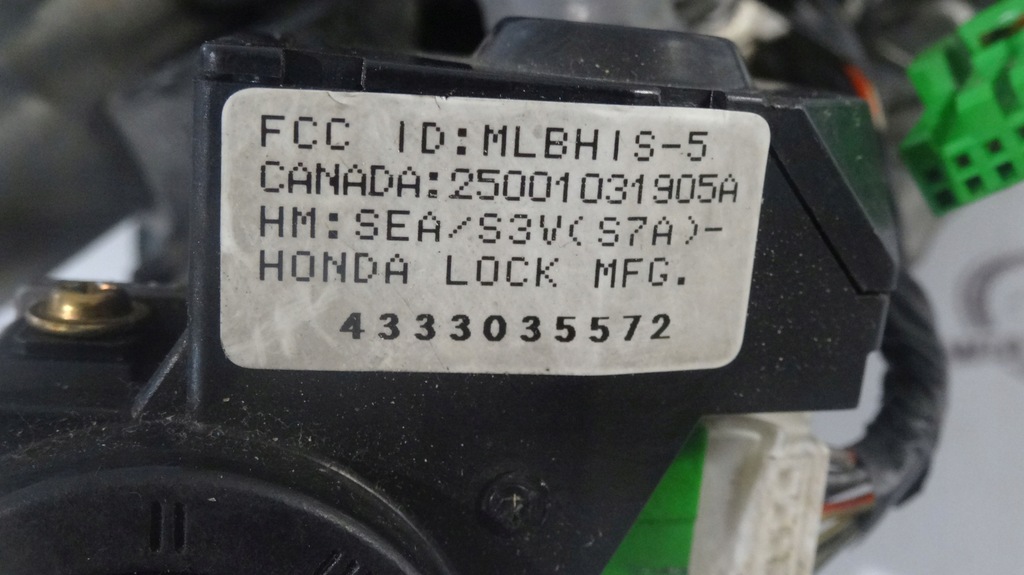 FCC ID:MLBHIS-5
CANADA:25001031905A
HM:SEA/S3V(S7A)-
HONDA LOCK MFG.
4333035572